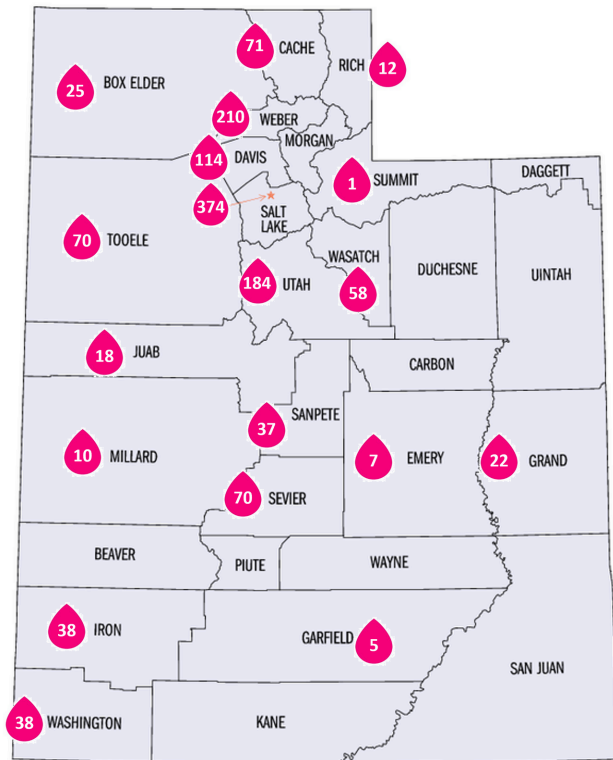 71
CACHE
RICH
12
25
BOX ELDER
210
WEBER
MORGAN
114
DAVIS
1
SUMMIT
DAGGETT
374
SALT
LAKE
70
TOOELE
WASATCH
58
184
UTAH
DUCHESNE
UINTAH
18
JUAB
CARBON
37
SANPETE
10
MILLARD
7
EMERY
22
GRAND
70
SEVIER
BEAVER
PIUTE
WAYNE
38
IRON
GARFIELD
5
SAN JUAN
38
WASHINGTON
KANE